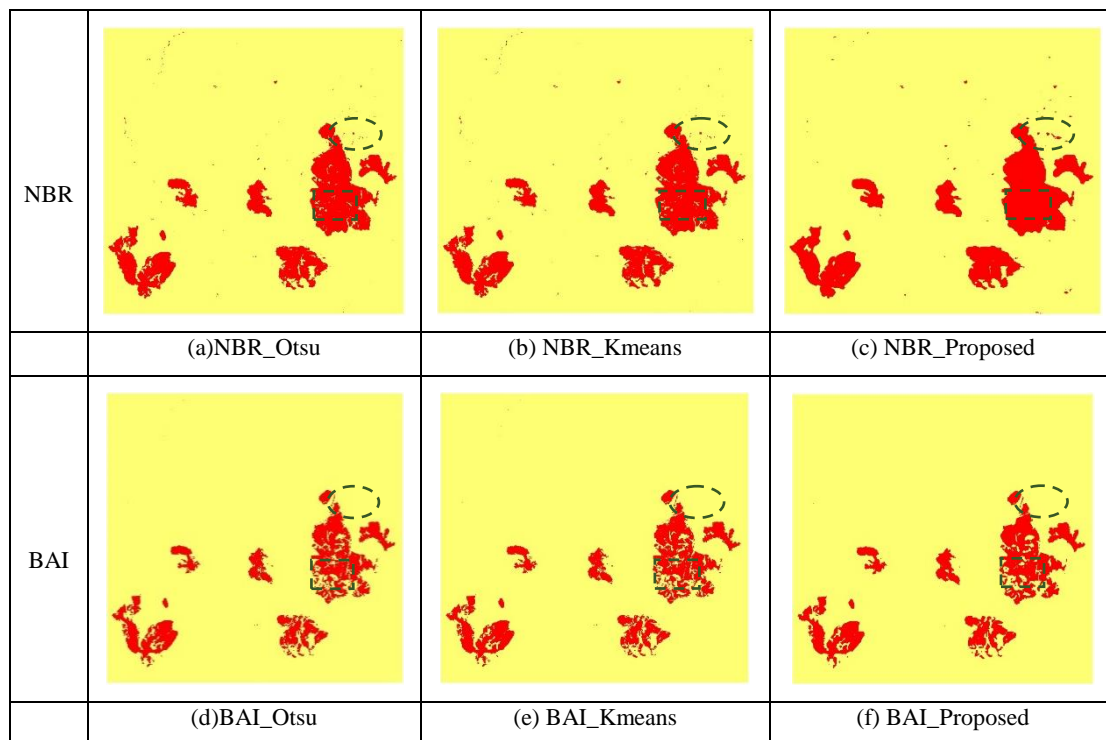 NBR
(a)NBR_Otsu (b) NBR_Kmeans (c) NBR_Proposed
BAI
(d)BAI_Otsu (e) BAI_Kmeans (f) BAI_Proposed